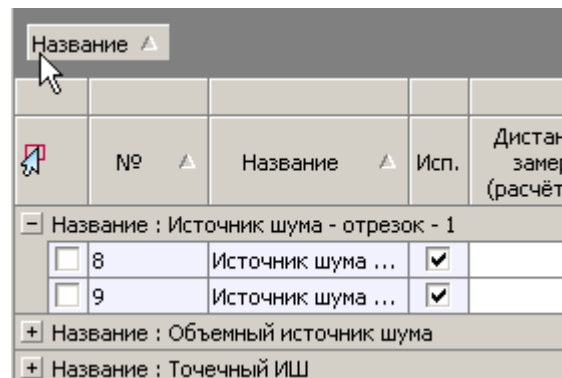 Название
№ Название Исп. Дистан
замер
(расчёт
Название : Источник шума - отрезок - 1
8 Источник шума ...
9 Источник шума ...
Название : Объемный источник шума
Название : Точечный ИШ